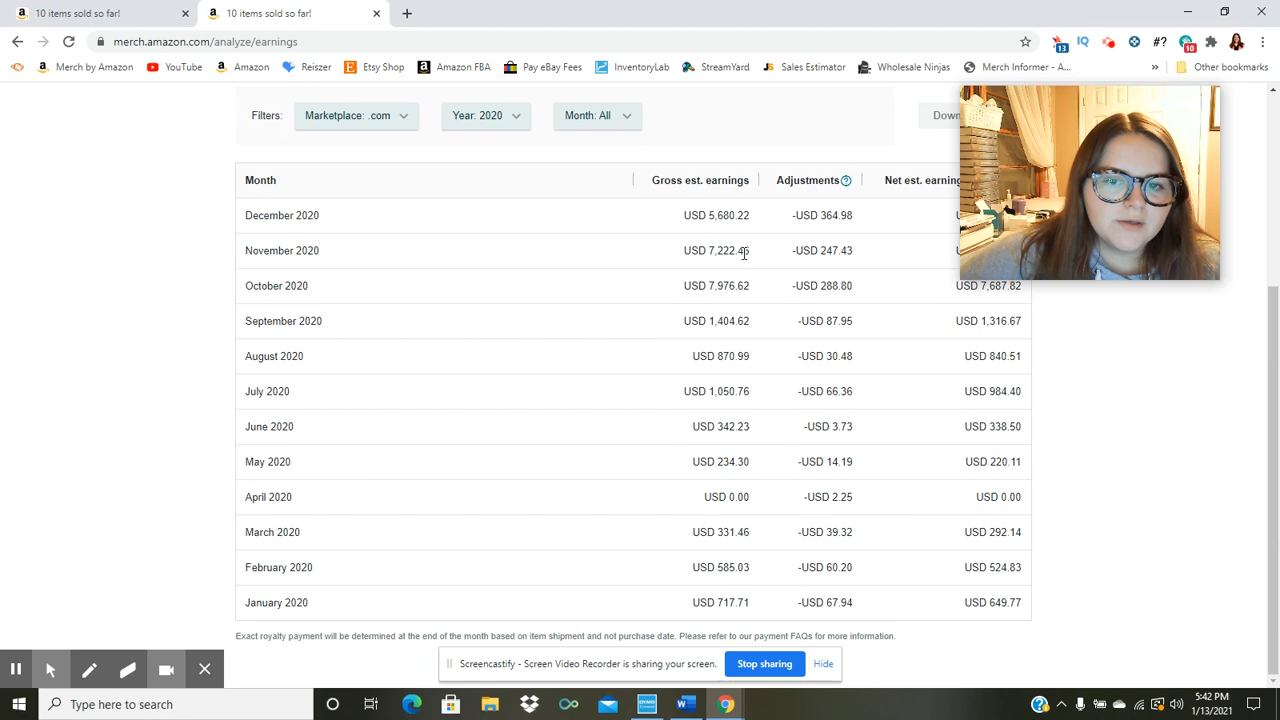 10 items sold so far!
10 items sold so far!
merch.amazon.com/analyze/earnings
#?
13
10
Merch by Amazon YouTube Amazon Reiszer Etsy Shop Amazon FBA Pay eBay Fees InventoryLab StreamYard Sales Estimator Wholesale Ninjas Merch Informer - A... » Other bookmarks
Filters: Marketplace: .com Year: 2020 Month: All
Month Gross est. earnings Adjustments
December 2020 USD 5,680.22 -USD 364.98
November 2020 USD 7,222.46 -USD 247.43
October 2020 USD 7,976.62 -USD 288.80 USD 7,687.82
September 2020 USD 1,404.62 -USD 87.95 USD 1,316.67
August 2020 USD 870.99 -USD 30.48 USD 840.51
July 2020 USD 1,050.76 -USD 66.36 USD 984.40
June 2020 USD 342.23 -USD 3.73 USD 338.50
May 2020 USD 234.30 -USD 14.19 USD 220.11
April 2020 USD 0.00 -USD 2.25 USD 0.00
March 2020 USD 331.46 -USD 39.32 USD 292.14
February 2020 USD 585.03 -USD 60.20 USD 524.83
January 2020 USD 717.71 -USD 67.94 USD 649.77
Exact royalty payment will be determined at the end of the month based on item shipment and not purchase date. Please refer to our payment FAQs for more information.
Screencastify - Screen Video Recorder is sharing your screen. Stop sharing Hide
Type here to search
5:42 PM
1/13/2021